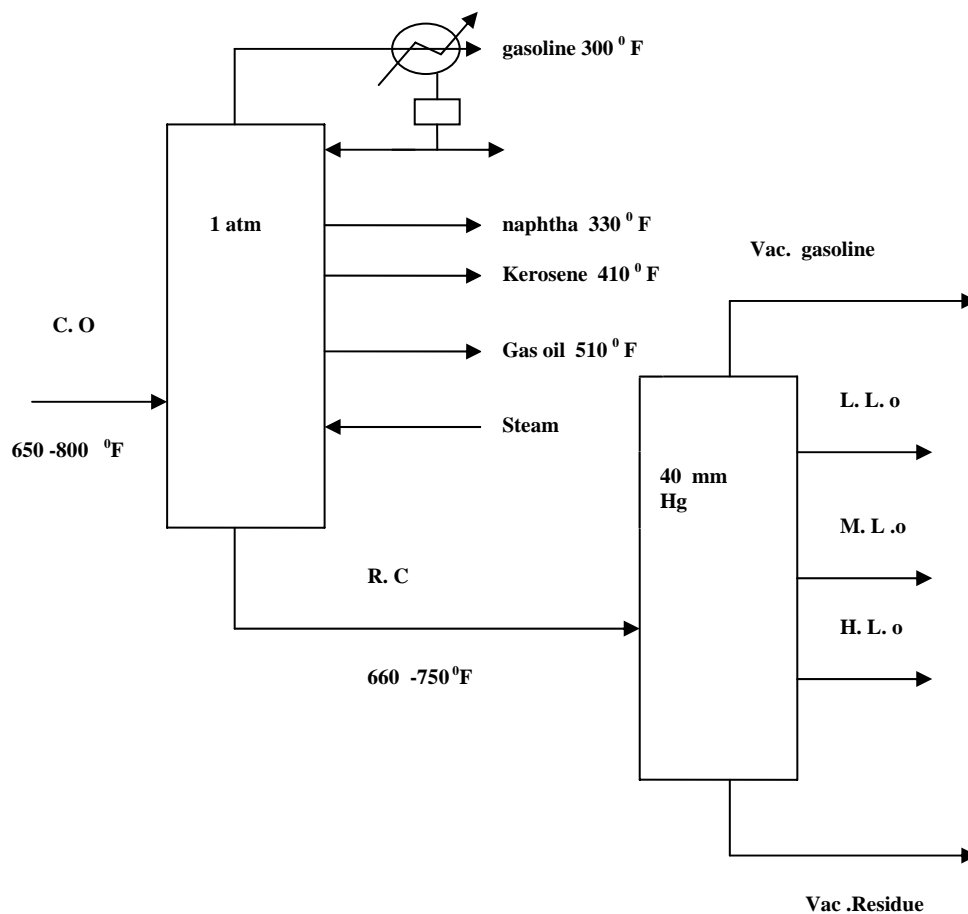 gasoline 300 ⁰ F
1 atm
naphtha 330 ⁰ F
Kerosene 410 ⁰ F
Gas oil 510 ⁰ F
Steam
C. O
650 -800 ⁰F
R. C
660 -750 ⁰F
Vac. gasoline
40 mm
Hg
L. L. o
M. L .o
H. L. o
Vac .Residue